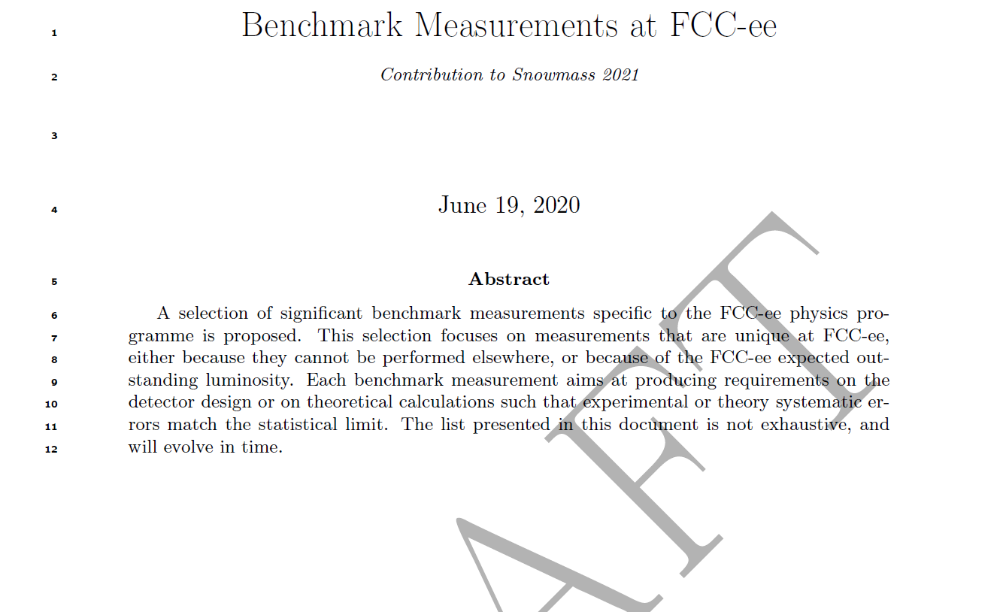 1 Benchmark Measurements at FCC-ee
2 Contribution to Snowmass 2021
3
4 June 19, 2020
5 Abstract
6 A selection of significant benchmark measurements specific to the FCC-ee physics pro-
7 gramme is proposed. This selection focuses on measurements that are unique at FCC-ee,
8 either because they cannot be performed elsewhere, or because of the FCC-ee expected out-
9 standing luminosity. Each benchmark measurement aims at producing requirements on the
10 detector design or on theoretical calculations such that experimental or theory systematic er-
11 rors match the statistical limit. The list presented in this document is not exhaustive, and
12 will evolve in time.
AFT